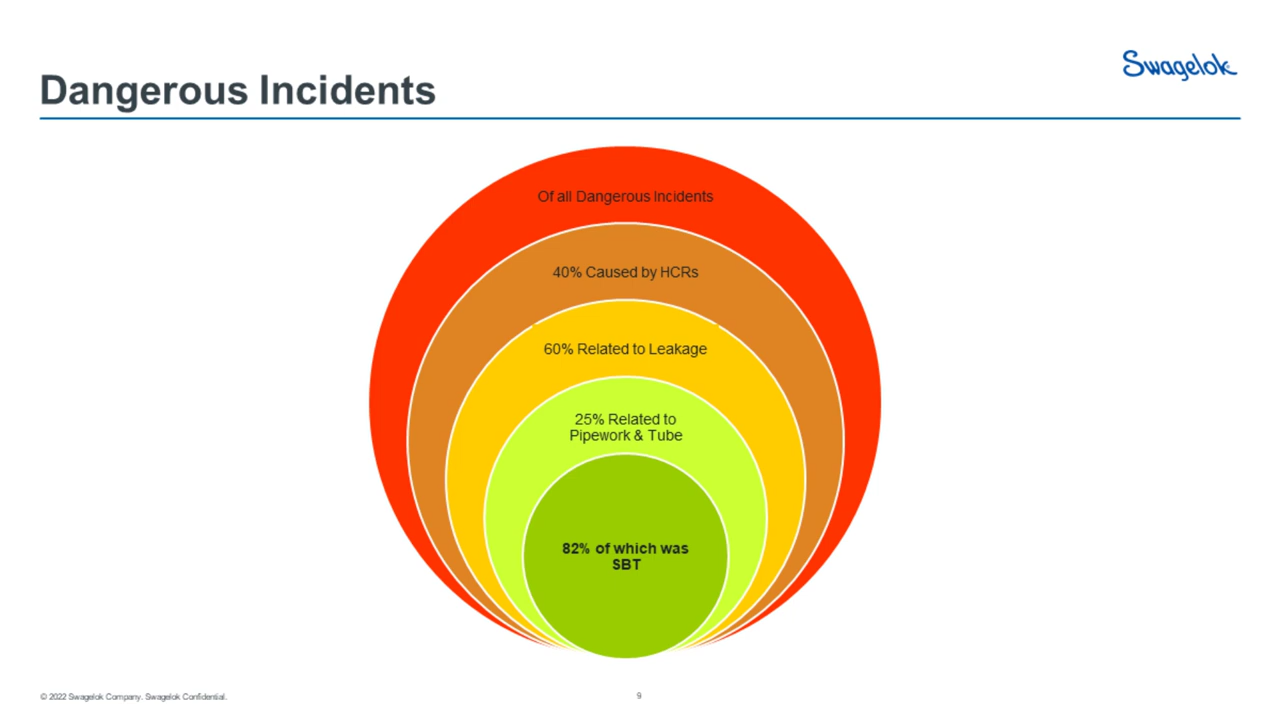 Swagelok
Dangerous Incidents
Of all Dangerous Incidents
40% Caused by HCRs
60% Related to Leakage
25% Related to
Pipework & Tube
82% of which was
SBT
© 2022 Swagelok Company. Swagelok Confidential.
9